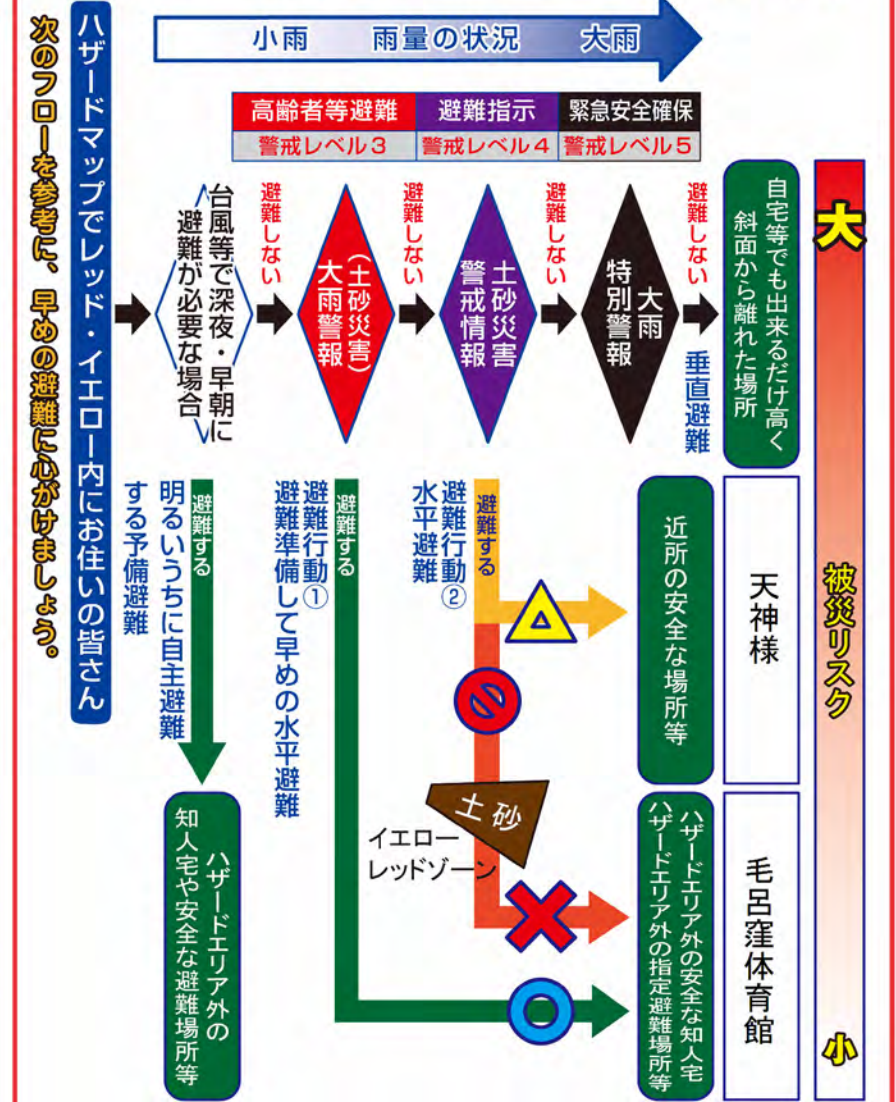 ハザードマップでレッド・イエロー内にお住いの皆さん
次のフローを参考に、早めの避難に心がけましょう。
小雨 雨量の状況 大雨
高齢者等避難 避難指示 緊急安全確保
警戒レベル3 警戒レベル4 警戒レベル5
台風等で深夜・早朝に
避難が必要な場合
避難しない
(土砂災害)
大雨警報
避難しない
土砂災害
警戒情報
避難しない
大雨
特別警報
避難しない
垂直避難
自宅等でも出来るだけ高く
斜面から離れた場所
大
被災リスク
小
避難する
明るいうちに自主避難
する予備避難
避難する
避難行動①
避難準備して早めの水平避難
避難する
避難行動②
水平避難
近所の安全な場所等
天神様
土砂
イエロー
レッドゾーン
ハザードエリア外の
知人宅や安全な避難場所等
ハザードエリア外の安全な知人宅
ハザードエリア外の指定避難場所等
毛呂窪体育館